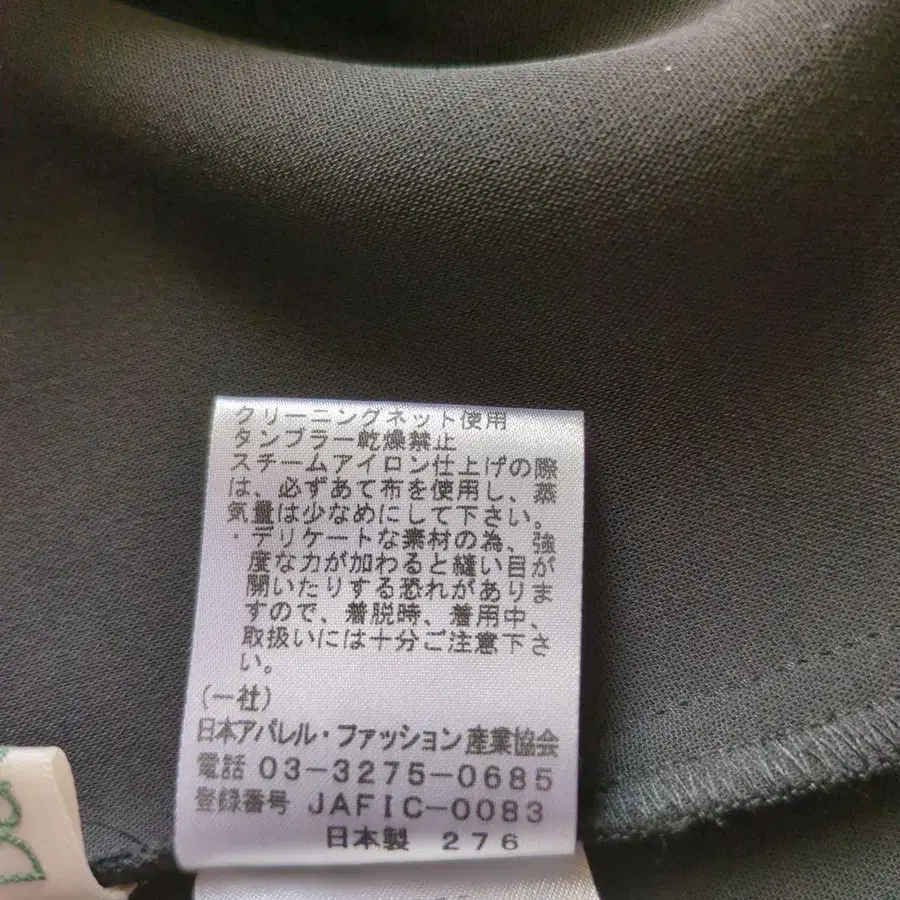 クリーニングネット使用
タンブラー乾燥禁止
スチームアイロン仕上げの際
は、必ずあて布を使用し、蒸
気量は少なめにして下さい。
・デリケートな素材の為、強
度な力が加わると縫い目が
開いたりする恐れがありま
すので、着脱時、着用中、
取扱いには十分ご注意下さ
い。
(一社)
日本アパレル・ファッション産業協会
電話 03-3275-0685
登録番号 JAFIC-0083
日本製 276